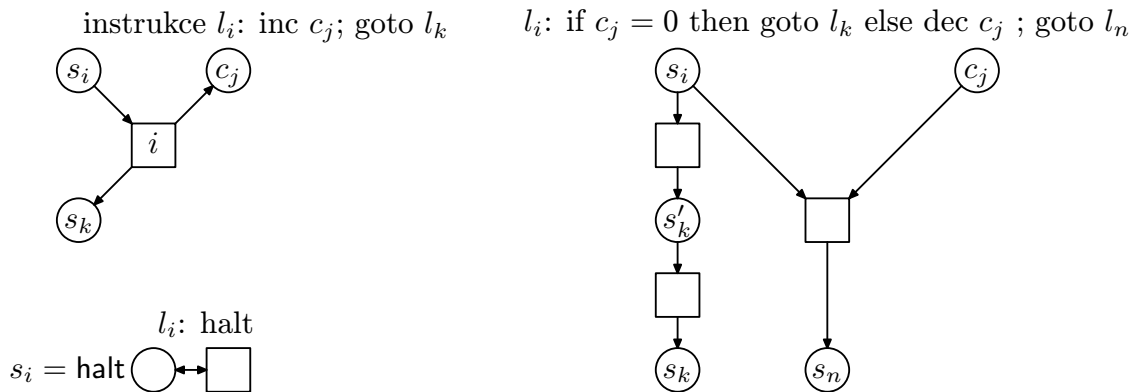 instrukce l_i: inc c_j; goto l_k
s_i c_j
i
s_k
l_i: halt
s_i = halt
l_i: if c_j = 0 then goto l_k else dec c_j ; goto l_n
s_i c_j
s'_k
s_k s_n